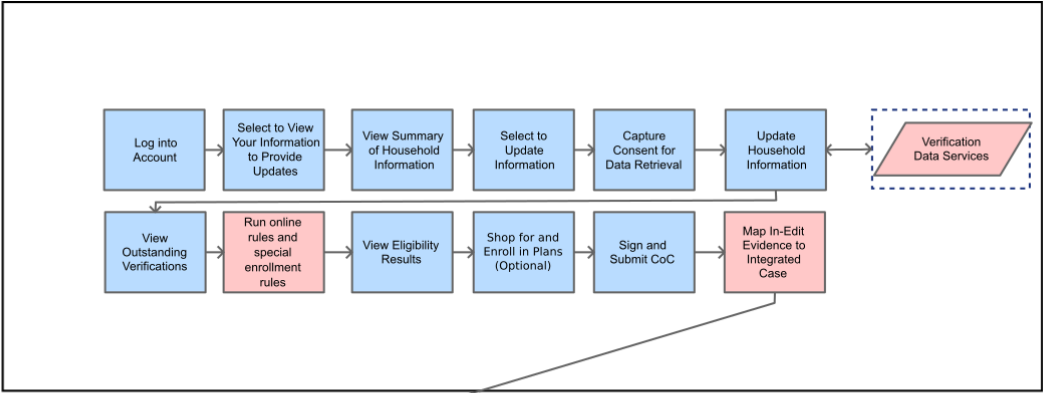 Log into
Account
Select to View
Your Information
to Provide
Updates
View Summary
of Household
Information
Select to
Update
Information
Capture
Consent for
Data Retrieval
Update
Household
Information
Verification
Data Services
View
Outstanding
Verifications
Run online
rules and
special
enrollment
rules
View Eligibility
Results
Shop for and
Enroll in Plans
(Optional)
Sign and
Submit CoC
Map In-Edit
Evidence to
Integrated
Case